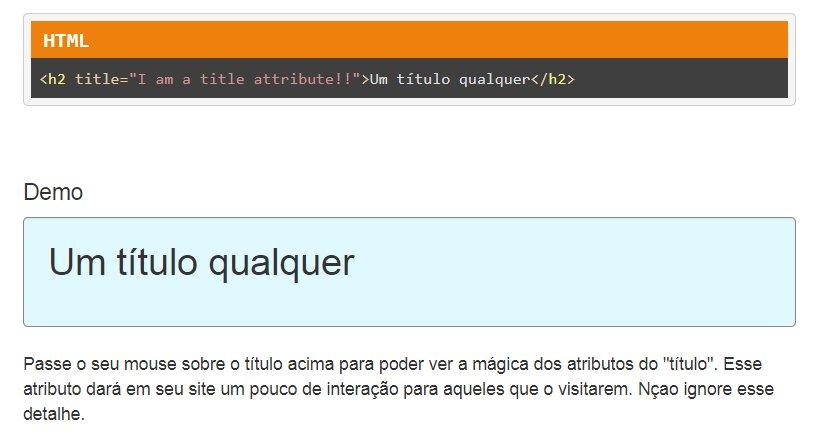 HTML
<h2 title="I am a title attribute!!">Um título qualquer</h2>
Demo
Um título qualquer
Passe o seu mouse sobre o título acima para poder ver a mágica dos atributos do "título". Esse
atributo dará em seu site um pouco de interação para aqueles que o visitarem. Nçao ignore esse
detalhe.